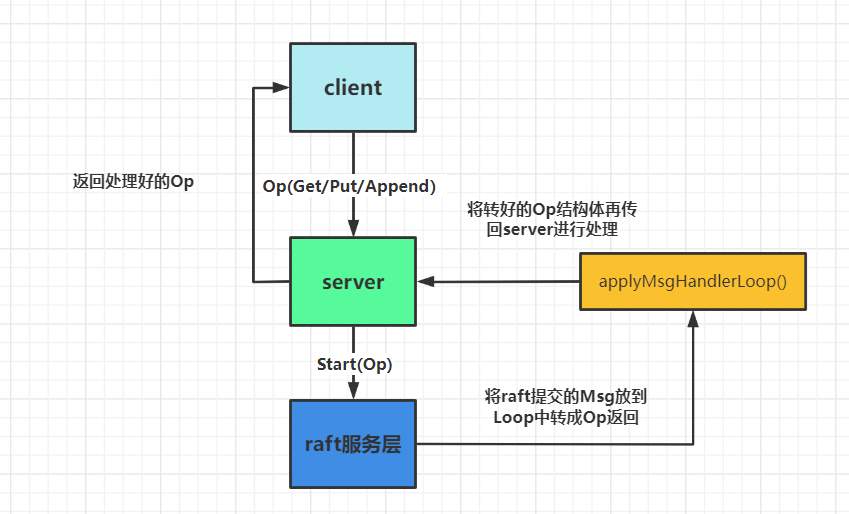 client
返回处理好的Op
Op(Get/Put/Append)
将转好的Op结构体再传
回server进行处理
server
applyMsgHandlerLoop()
Start(Op)
将raft提交的Msg放到
Loop中转成Op返回
raft服务层